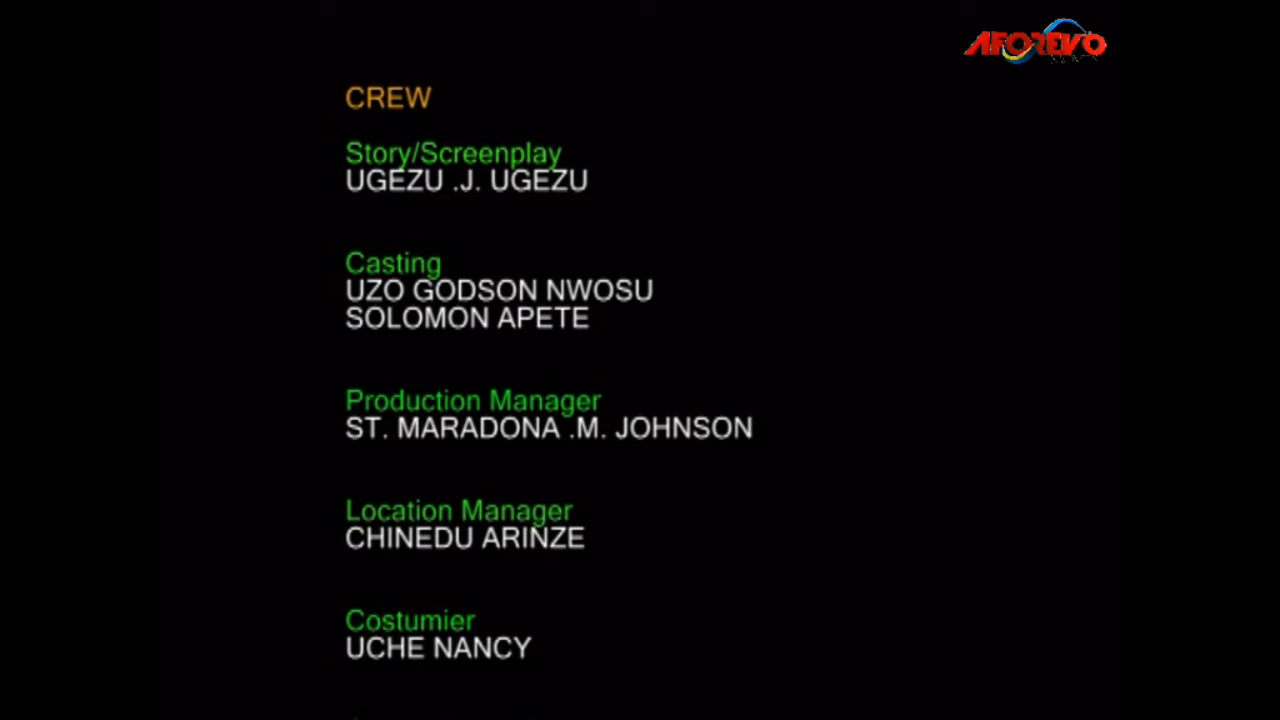 AFOREVO
CREW
Story/Screenplay
UGEZU .J. UGEZU
Casting
UZO GODSON NWOSU
SOLOMON APETE
Production Manager
ST. MARADONA .M. JOHNSON
Location Manager
CHINEDU ARINZE
Costumier
UCHE NANCY